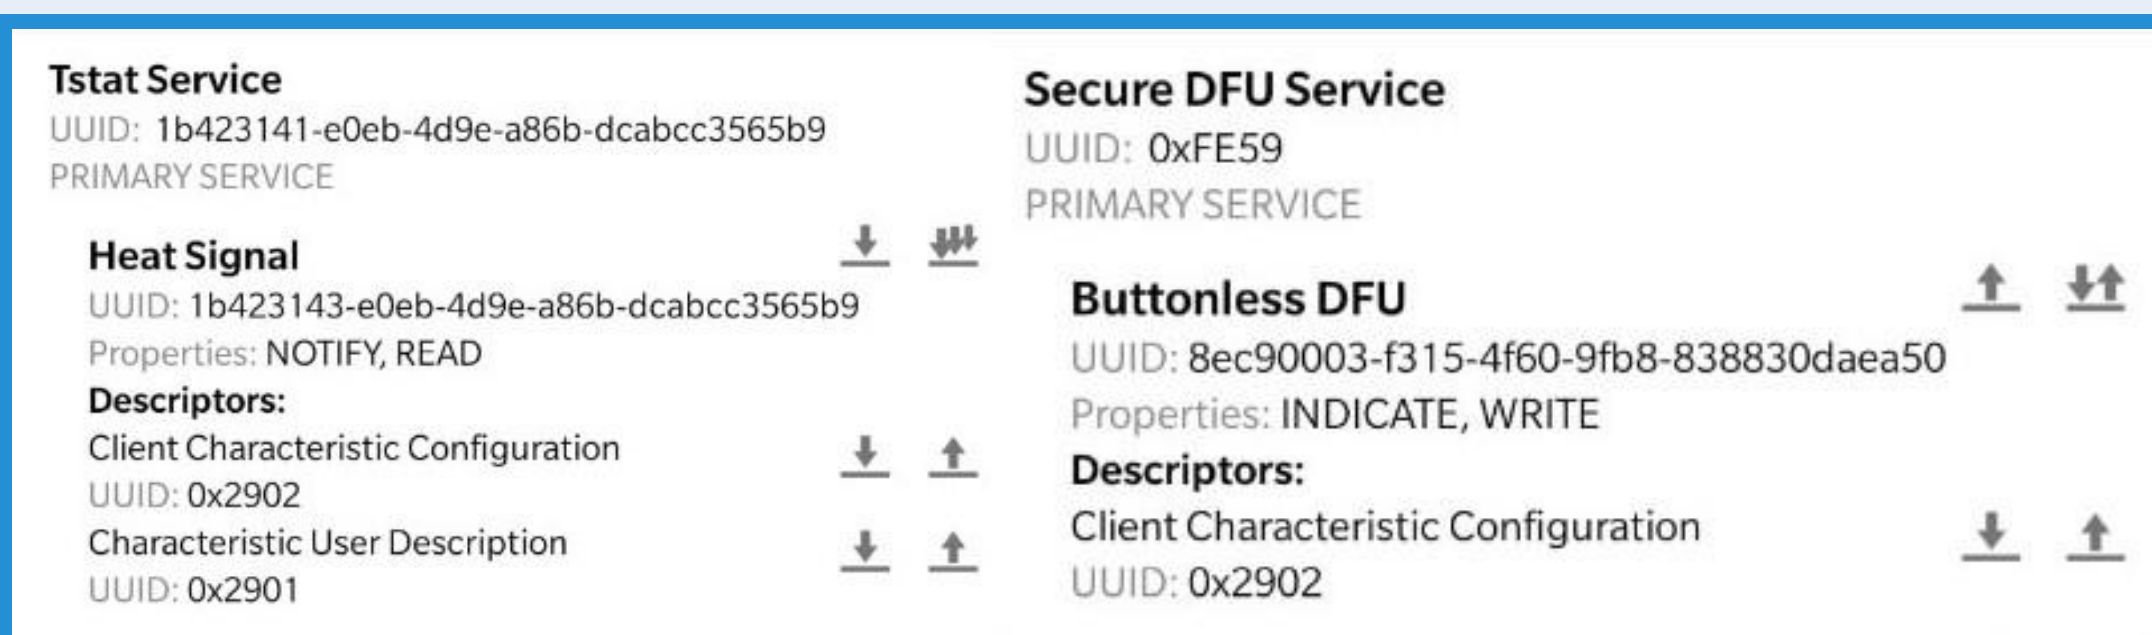 Tstat Service
UUID: 1b423141-e0eb-4d9e-a86b-dcabcc3565b9
PRIMARY SERVICE
Heat Signal
UUID: 1b423143-e0eb-4d9e-a86b-dcabcc3565b9
Properties: NOTIFY, READ
Descriptors:
Client Characteristic Configuration
UUID: 0x2902
Characteristic User Description
UUID: 0x2901
Secure DFU Service
UUID: 0xFE59
PRIMARY SERVICE
Buttonless DFU
UUID: 8ec90003-f315-4f60-9fb8-838830daea50
Properties: INDICATE, WRITE
Descriptors:
Client Characteristic Configuration
UUID: 0x2902